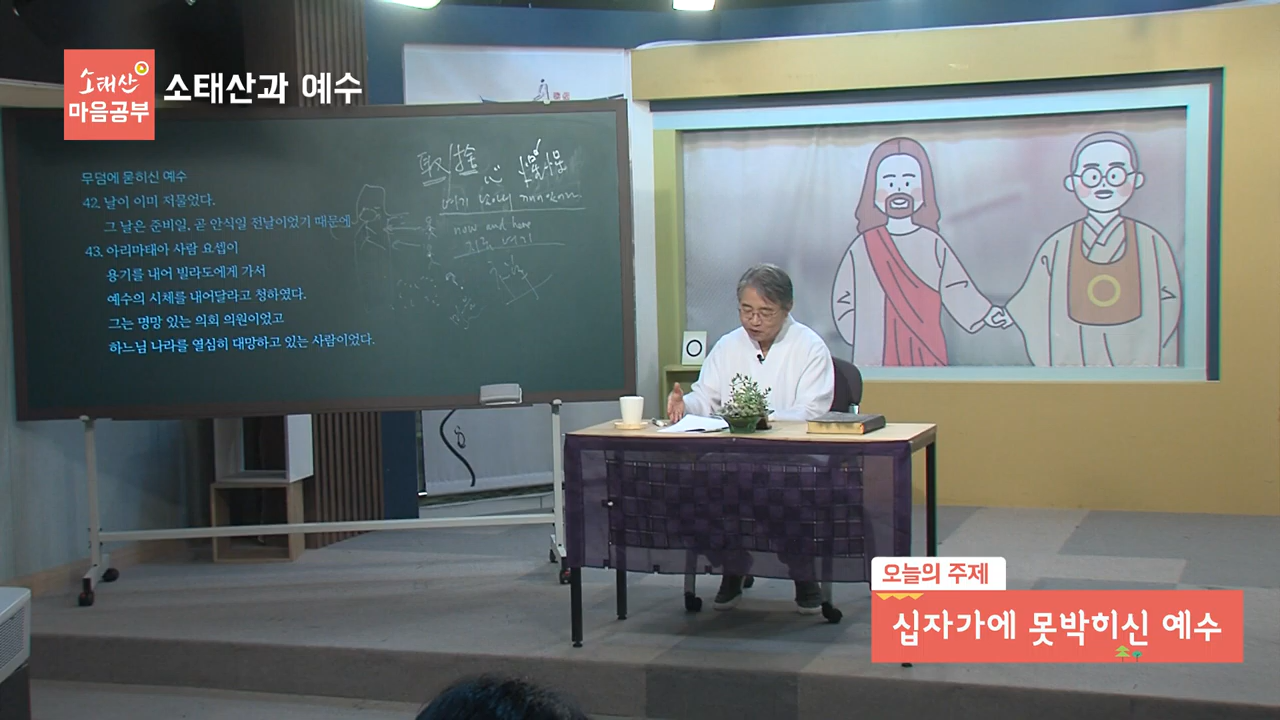 소태산
마음공부
소태산과 예수
무덤에 묻히신 예수
42. 날이 이미 저물었다.
그 날은 준비일, 곧 안식일 전날이었기 때문에
43. 아리마태아 사람 요셉이
용기를 내어 빌라도에게 가서
예수의 시체를 내어달라고 청하였다.
그는 명망 있는 의회 의원이었고
하느님 나라를 열심히 대망하고 있는 사람이었다.
取/捨
now and here
오늘의 주제
십자가에 못박히신 예수